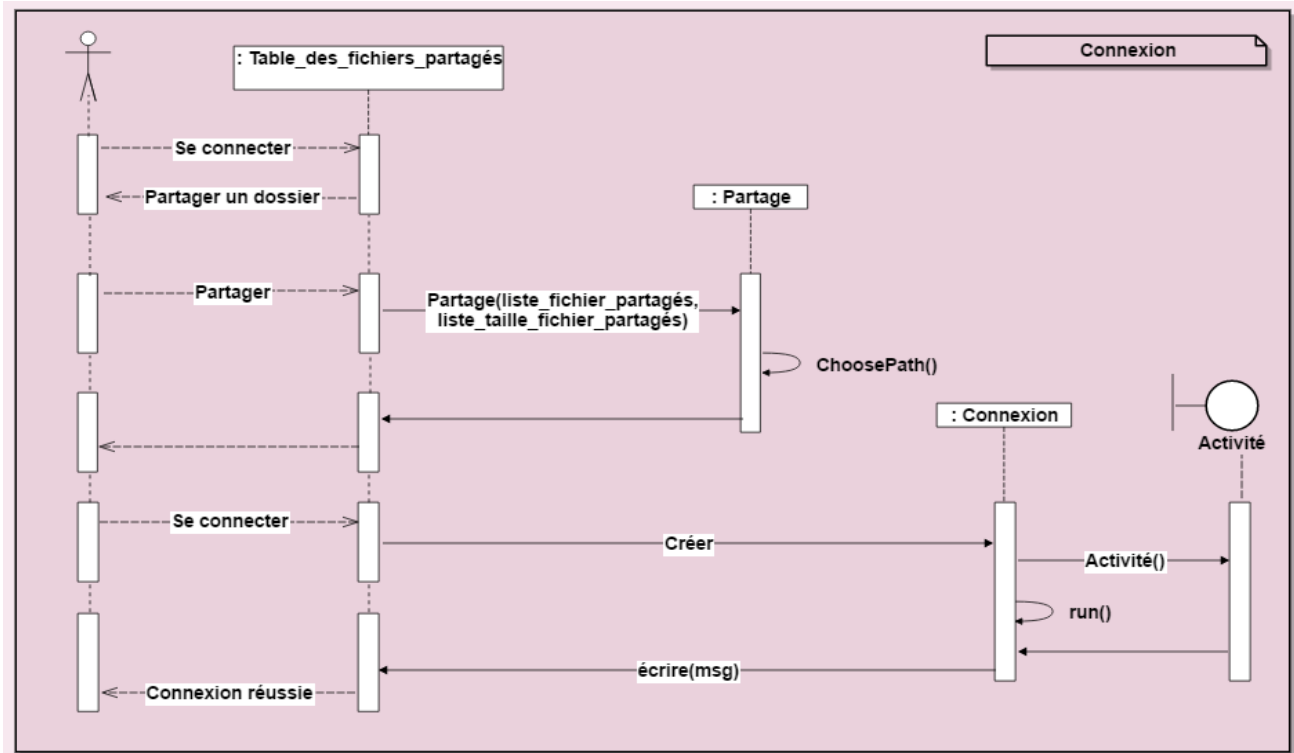 : Table_des_fichiers_partagés
Connexion
Se connecter
Partager un dossier
: Partage
Partager
Partage(liste_fichier_partagés,
liste_taille_fichier_partagés)
ChoosePath()
: Connexion
Activité
Se connecter
Créer
Activité()
run()
écrire(msg)
Connexion réussie